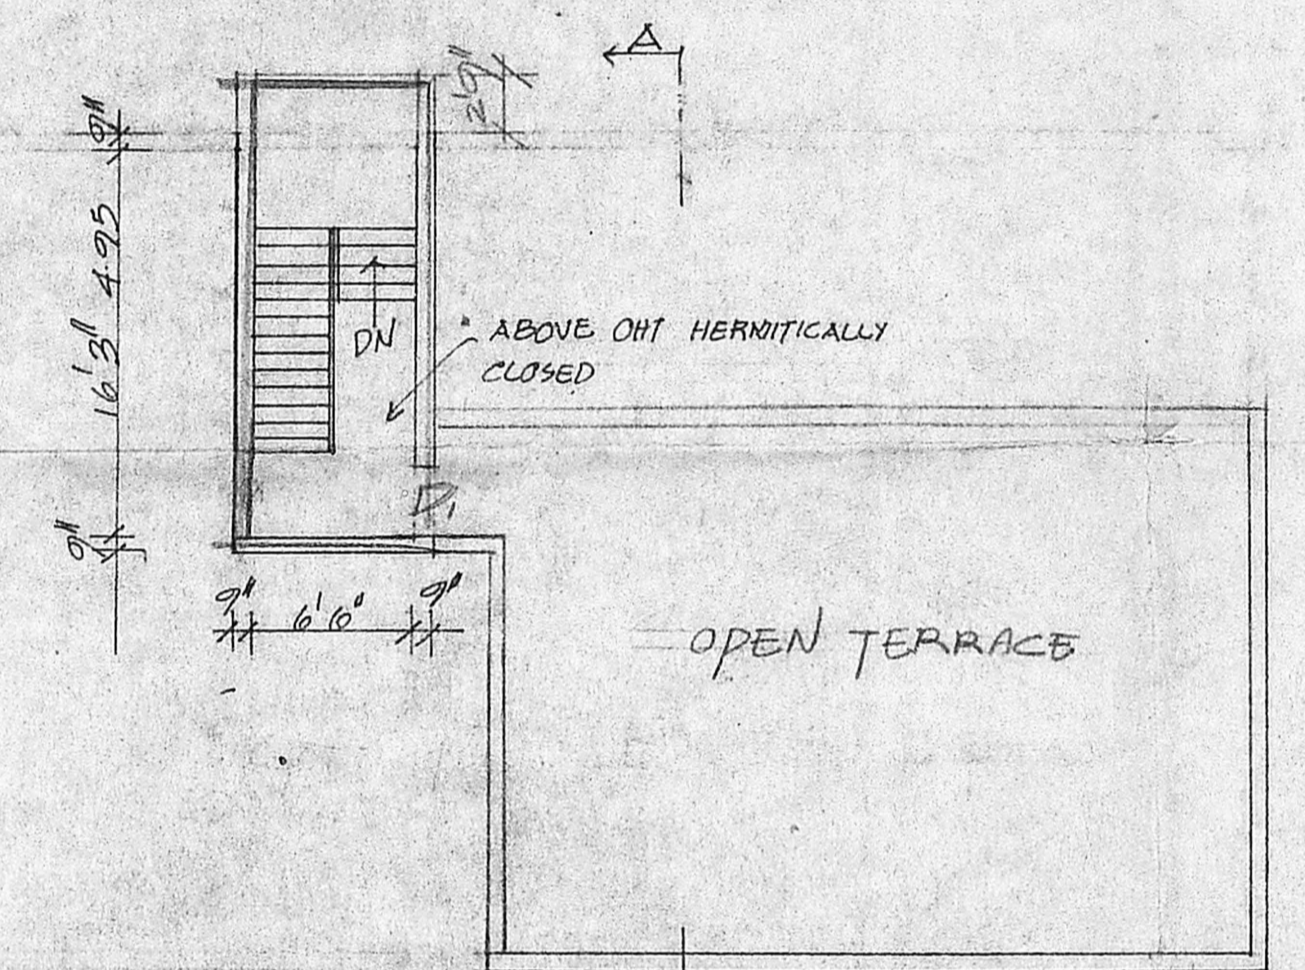 A
2'9"
9"
16'3" 4.95
DN
ABOVE OHT HERMITICALLY
CLOSED
D1
9"
9" 6'6" 9"
OPEN TERRACE